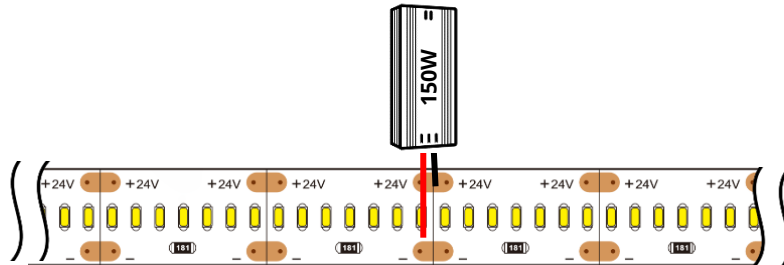 150W
+24V +24V +24V +24V +24V +24V +24V +24V +24V
- - - - - - - - -
181 181 181 181